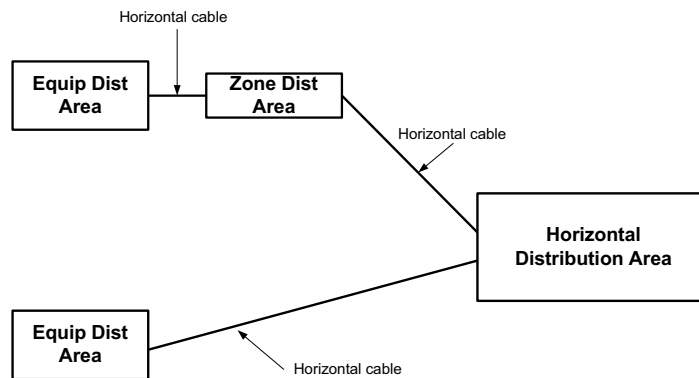 Horizontal cable
Equip Dist
Area
Zone Dist
Area
Horizontal cable
Horizontal
Distribution Area
Equip Dist
Area
Horizontal cable